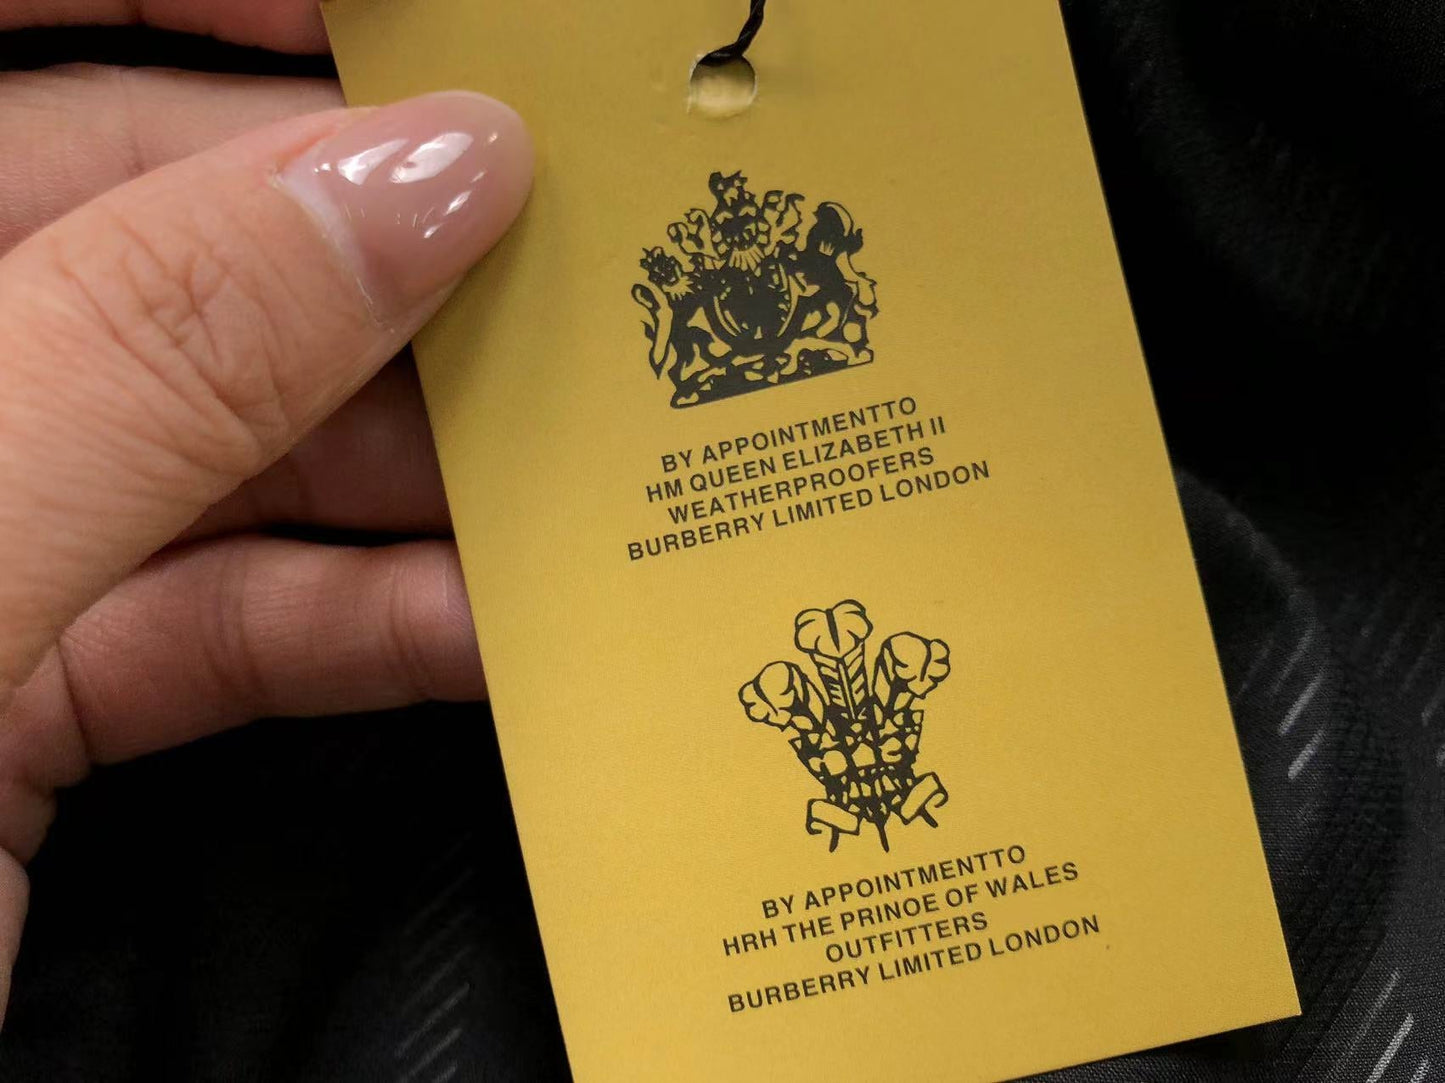 BY APPOINTMENTTO
HM QUEEN ELIZABETH II
WEATHERPROOFERS
BURBERRY LIMITED LONDON
BY APPOINTMENTTO
HRH THE PRINOE OF WALES
OUTFITTERS
BURBERRY LIMITED LONDON